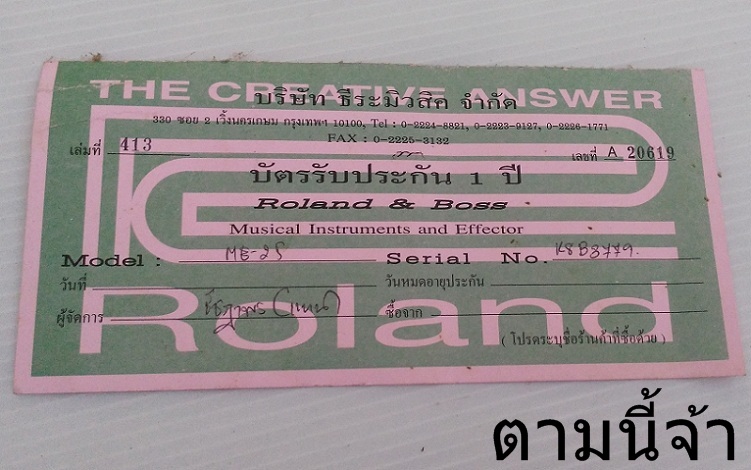 THE CREATIVE ANSWER
บริษัท ธีระมิวสิค จำกัด
330 ซอย 2 เวิ้งนครเกษม กรุงเทพฯ 10100, Tel : 0-2224-8821, 0-2223-9127, 0-2226-1771
FAX : 0-2225-3132
เล่มที่ 413 เลขที่ A 20619
บัตรรับประกัน 1 ปี
Roland & Boss
Musical Instruments and Effector
Model : ME-25 Serial No. K8B3779.
วันที่ วันหมดอายุประกัน
ผู้จัดการ ซื้อจาก
Roland
( โปรดระบุชื่อร้านค้าที่ซื้อด้วย )
ตามนี้จ้า